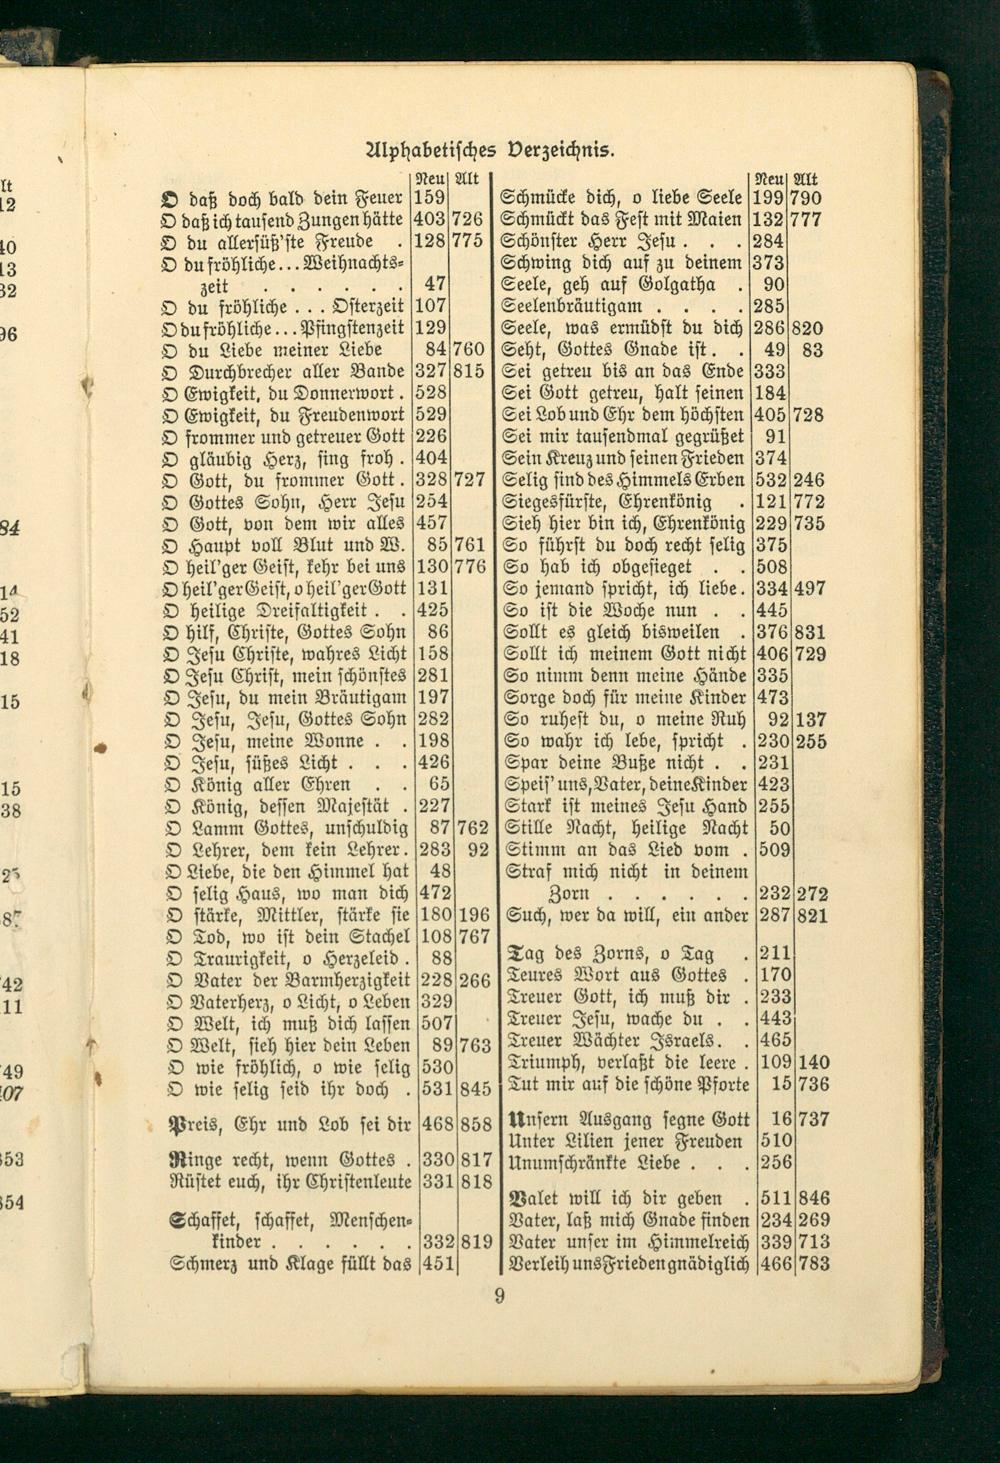 lt
12
40
13
32
96
84
14
52
41
18
15
15
38
42
11
49
407
353
354
Alphabetisches Verzeichnis.
Neu Alt
O daß doch bald dein Feuer 159
O daß ich tausend Zungen hätte 403 726
O du allersüß'ste Freude . 128 775
O du fröhliche... Weihnachts-
zeit . . . . . . 47
O du fröhliche ... Osterzeit 107
O du fröhliche... Pfingstenzeit 129
O du Liebe meiner Liebe 84 760
O Durchbrecher aller Bande 327 815
O Ewigkeit, du Donnerwort. 528
O Ewigkeit, du Freudenwort 529
O frommer und getreuer Gott 226
O gläubig Herz, sing froh. 404
O Gott, du frommer Gott. 328 727
O Gottes Sohn, Herr Jesu 254
O Gott, von dem wir alles 457
O Haupt voll Blut und W. 85 761
O heil'ger Geist, kehr bei uns 130 776
O heil'ger Geist, o heil'ger Gott 131
O heilige Dreifaltigkeit . . 425
O hilf, Christe, Gottes Sohn 86
O Jesu Christe, wahres Licht 158
O Jesu Christ, mein schönstes 281
O Jesu, du mein Bräutigam 197
O Jesu, Jesu, Gottes Sohn 282
O Jesu, meine Wonne . . 198
O Jesu, süßes Licht . . . 426
O König aller Ehren . . 65
O König, dessen Majestät . 227
O Lamm Gottes, unschuldig 87 762
O Lehrer, dem kein Lehrer. 283 92
O Liebe, die den Himmel hat 48
O selig Haus, wo man dich 472
O stärke, Mittler, stärke sie 180 196
O Tod, wo ist dein Stachel 108 767
O Traurigkeit, o Herzeleid. 88
O Vater der Barmherzigkeit 228 266
O Vaterherz, o Licht, o Leben 329
O Welt, ich muß dich lassen 507
O Welt, sieh hier dein Leben 89 763
O wie fröhlich, o wie selig 530
O wie selig seid ihr doch . 531 845
Preis, Ehr und Lob sei dir 468 858
Ringe recht, wenn Gottes . 330 817
Rüstet euch, ihr Christenleute 331 818
Schaffet, schaffet, Menschen-
kinder . . . . . . 332 819
Schmerz und Klage füllt das 451
Neu Alt
Schmücke dich, o liebe Seele 199 790
Schmückt das Fest mit Maien 132 777
Schönster Herr Jesu . . . 284
Schwing dich auf zu deinem 373
Seele, geh auf Golgatha . 90
Seelenbräutigam . . . . 285
Seele, was ermüdst du dich 286 820
Seht, Gottes Gnade ist. . 49 83
Sei getreu bis an das Ende 333
Sei Gott getreu, halt seinen 184
Sei Lob und Ehr dem höchsten 405 728
Sei mir tausendmal gegrüßet 91
Sein Kreuz und seinen Frieden 374
Selig sind des Himmels Erben 532 246
Siegesfürste, Ehrenkönig . 121 772
Sieh hier bin ich, Ehrenkönig 229 735
So führst du doch recht selig 375
So hab ich obgesieget . . 508
So jemand spricht, ich liebe. 334 497
So ist die Woche nun . . 445
Sollt es gleich bisweilen . 376 831
Sollt ich meinem Gott nicht 406 729
So nimm denn meine Hände 335
Sorge doch für meine Kinder 473
So ruhest du, o meine Ruh 92 137
So wahr ich lebe, spricht . 230 255
Spar deine Buße nicht . . 231
Speis' uns, Vater, deine Kinder 423
Stark ist meines Jesu Hand 255
Stille Nacht, heilige Nacht 50
Stimm an das Lied vom . 509
Straf mich nicht in deinem
Zorn . . . . . . 232 272
Such, wer da will, ein ander 287 821
Tag des Zorns, o Tag . 211
Teures Wort aus Gottes . 170
Treuer Gott, ich muß dir . 233
Treuer Jesu, wache du . . 443
Treuer Wächter Israels. . 465
Triumph, verlaßt die leere . 109 140
Tut mir auf die schöne Pforte 15 736
Unsern Ausgang segne Gott 16 737
Unter Lilien jener Freuden 510
Unumschränkte Liebe . . . 256
Valet will ich dir geben . 511 846
Vater, laß mich Gnade finden 234 269
Vater unser im Himmelreich 339 713
Verleih uns Frieden gnädiglich 466 783
9